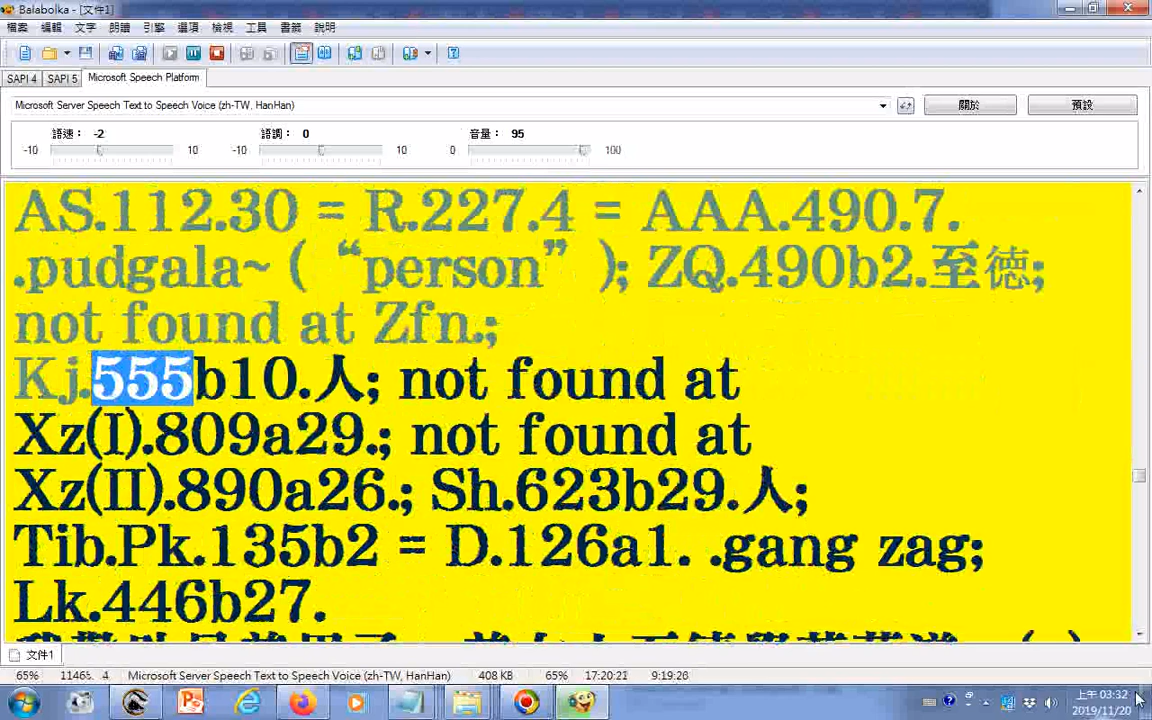 Balabolka - [文件1]
檔案 編輯 文字 朗讀 引擎 選項 檢視 工具 書籤 說明
SAPI 4 SAPI 5 Microsoft Speech Platform
Microsoft Server Speech Text to Speech Voice (zh-TW, HanHan) 關於 預設
語速： -2 語調： 0 音量： 95
-10 10 -10 10 0 100
AS.112.30 = R.227.4 = AAA.490.7.
.pudgala~ (“person”); ZQ.490b2.至徳;
not found at Zfn.;
Kj.555b10.人; not found at
Xz(I).809a29.; not found at
Xz(II).890a26.; Sh.623b29.人;
Tib.Pk.135b2 = D.126a1. .gang zag;
Lk.446b27.
文件1
65% 11465. 4 Microsoft Server Speech Text to Speech Voice (zh-TW, HanHan) 408 KB 65% 17:20:21 9:19:26
上午 03:32
2019/11/20